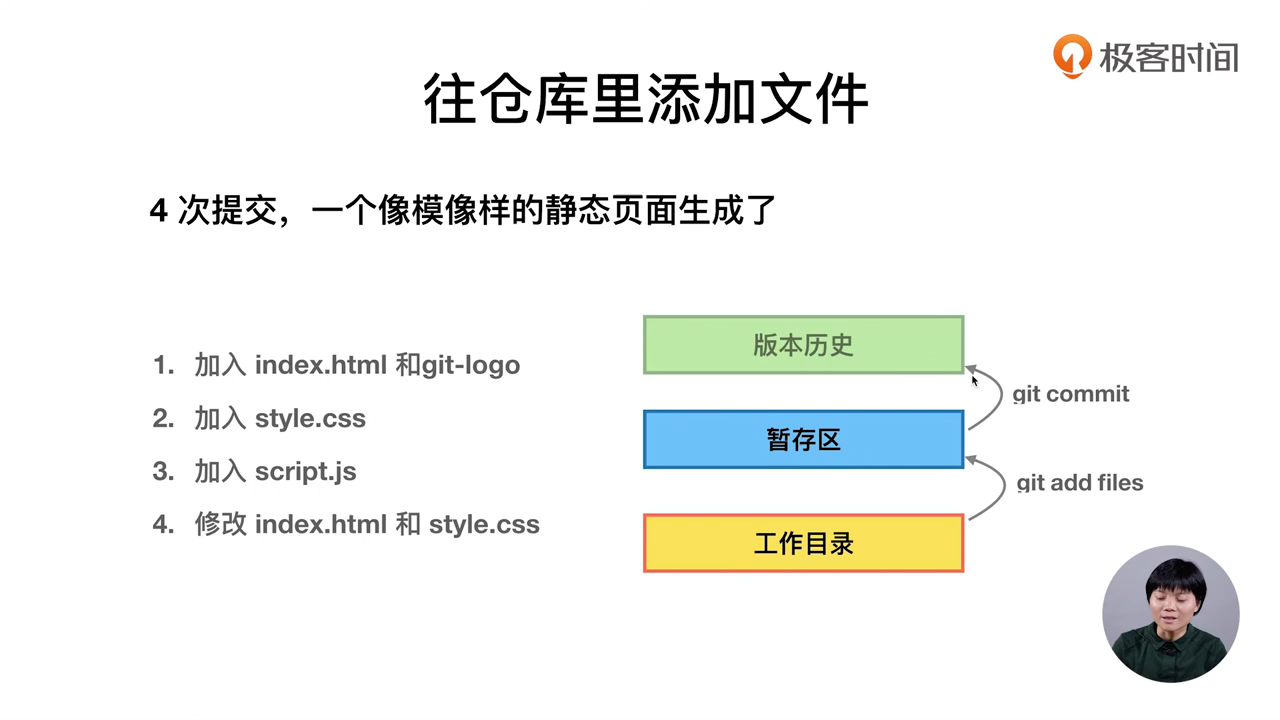 极客时间
往仓库里添加文件
4 次提交，一个像模像样的静态页面生成了
1. 加入 index.html 和git-logo
2. 加入 style.css
3. 加入 script.js
4. 修改 index.html 和 style.css
版本历史
git commit
暂存区
git add files
工作目录